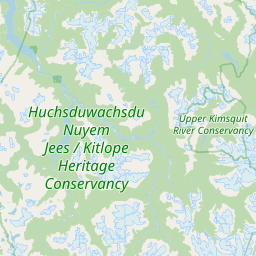 Huchsduwachsdu
Nuyem
Jees / Kitlope
Heritage
Conservancy
Upper Kimsquit
River Conservancy